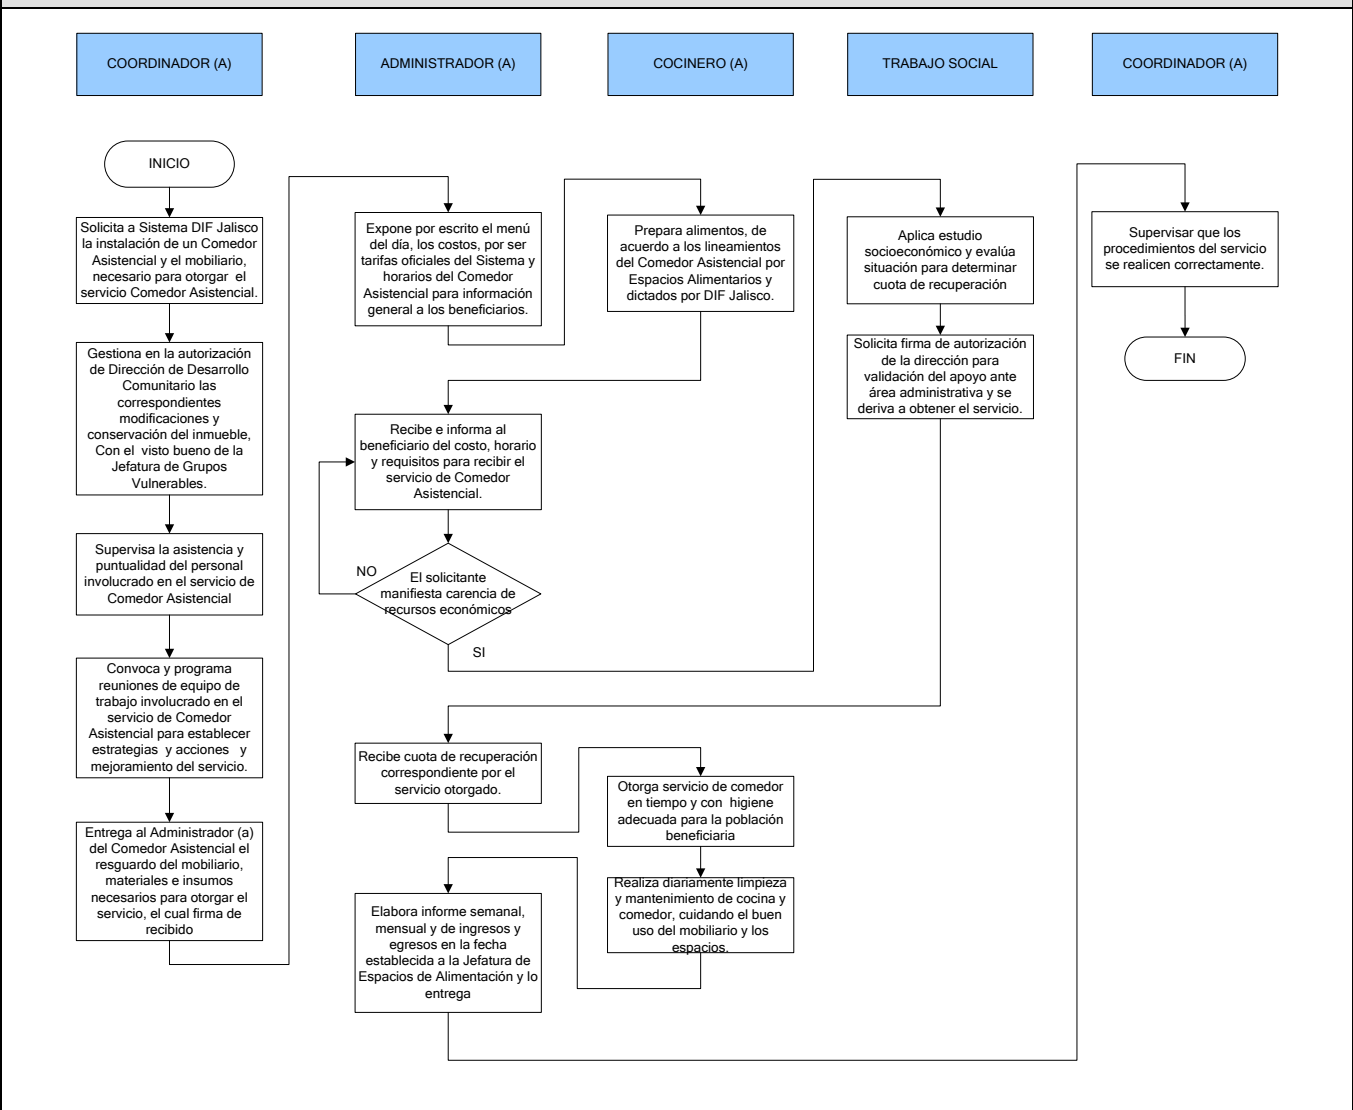 COORDINADOR (A)
ADMINISTRADOR (A)
COCINERO (A)
TRABAJO SOCIAL
COORDINADOR (A)
INICIO
Solicita a Sistema DIF Jalisco
la instalación de un Comedor
Asistencial y el mobiliario,
necesario para otorgar el
servicio Comedor Asistencial.
Gestiona en la autorización
de Dirección de Desarrollo
Comunitario las
correspondientes
modificaciones y
conservación del inmueble,
Con el visto bueno de la
Jefatura de Grupos
Vulnerables.
Supervisa la asistencia y
puntualidad del personal
involucrado en el servicio de
Comedor Asistencial
Convoca y programa
reuniones de equipo de
trabajo involucrado en el
servicio de Comedor
Asistencial para establecer
estrategias y acciones y
mejoramiento del servicio.
Entrega al Administrador (a)
del Comedor Asistencial el
resguardo del mobiliario,
materiales e insumos
necesarios para otorgar el
servicio, el cual firma de
recibido
Expone por escrito el menú
del día, los costos, por ser
tarifas oficiales del Sistema y
horarios del Comedor
Asistencial para información
general a los beneficiarios.
Prepara alimentos, de
acuerdo a los lineamientos
del Comedor Asistencial por
Espacios Alimentarios y
dictados por DIF Jalisco.
Recibe e informa al
beneficiario del costo, horario
y requisitos para recibir el
servicio de Comedor
Asistencial.
NO
El solicitante
manifiesta carencia de
recursos económicos
SI
Aplica estudio
socioeconómico y evalúa
situación para determinar
cuota de recuperación
Solicita firma de autorización
de la dirección para
validación del apoyo ante
área administrativa y se
deriva a obtener el servicio.
Recibe cuota de recuperación
correspondiente por el
servicio otorgado.
Otorga servicio de comedor
en tiempo y con higiene
adecuada para la población
beneficiaria
Realiza diariamente limpieza
y mantenimiento de cocina y
comedor, cuidando el buen
uso del mobiliario y los
espacios.
Elabora informe semanal,
mensual y de ingresos y
egresos en la fecha
establecida a la Jefatura de
Espacios de Alimentación y lo
entrega
Supervisar que los
procedimientos del servicio
se realicen correctamente.
FIN